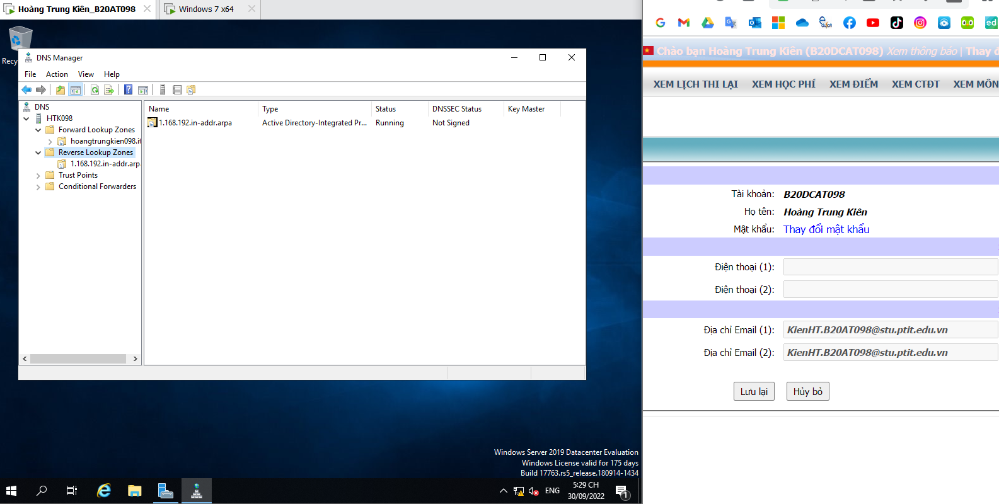 Hoàng Trung Kiên_B20AT098
Windows 7 x64
Recy
DNS Manager
File Action View Help
DNS
HTK098
Forward Lookup Zones
hoangtrungkien098.it
Reverse Lookup Zones
1.168.192.in-addr.arpa
Trust Points
Conditional Forwarders
Name Type Status DNSSEC Status Key Master
1.168.192.in-addr.arpa Active Directory-Integrated Pr... Running Not Signed
Windows Server 2019 Datacenter Evaluation
Windows License valid for 175 days
Build 17763.rs5_release.180914-1434
ENG
5:29 CH
30/09/2022
1
Chào bạn Hoàng Trung Kiên (B20DCAT098) Xem thông báo | Thay đ
XEM LỊCH THI LẠI XEM HỌC PHÍ XEM ĐIỂM XEM CTĐT XEM MÔN
Tài khoản: B20DCAT098
Họ tên: Hoàng Trung Kiên
Mật khẩu: Thay đổi mật khẩu
Điện thoại (1):
Điện thoại (2):
Địa chỉ Email (1): KienHT.B20AT098@stu.ptit.edu.vn
Địa chỉ Email (2): KienHT.B20AT098@stu.ptit.edu.vn
Lưu lại Hủy bỏ